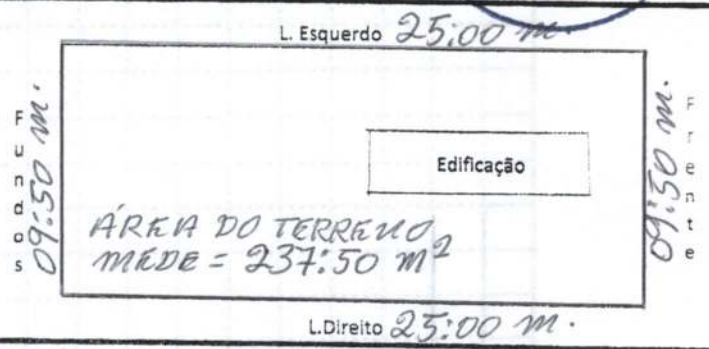 L. Esquerdo 25:00 m.
Fundos 09:50 m.
Edificação
Frente 09:50 m.
ÁREA DO TERRENO
MEDE = 237:50 m²
L.Direito 25:00 m.